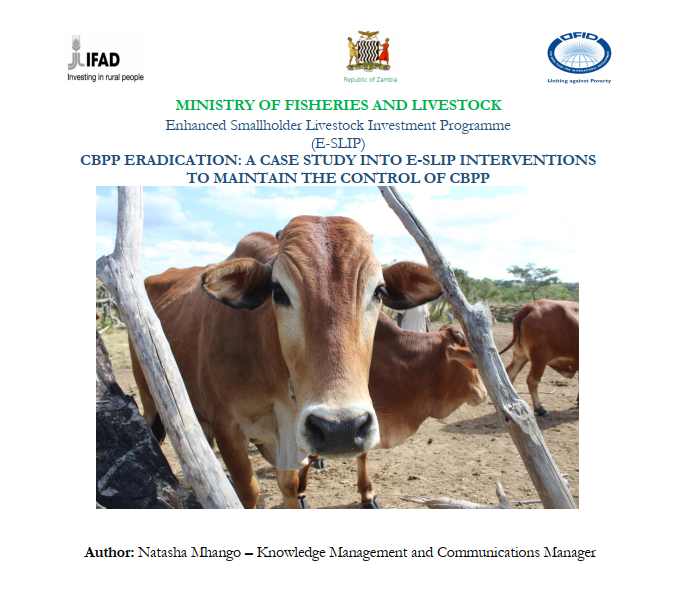 IFAD
Investing in rural people
Republic of Zambia
OFID
Uniting against Poverty
MINISTRY OF FISHERIES AND LIVESTOCK
Enhanced Smallholder Livestock Investment Programme
(E-SLIP)
CBPP ERADICATION: A CASE STUDY INTO E-SLIP INTERVENTIONS
TO MAINTAIN THE CONTROL OF CBPP
Author: Natasha Mhango – Knowledge Management and Communications Manager